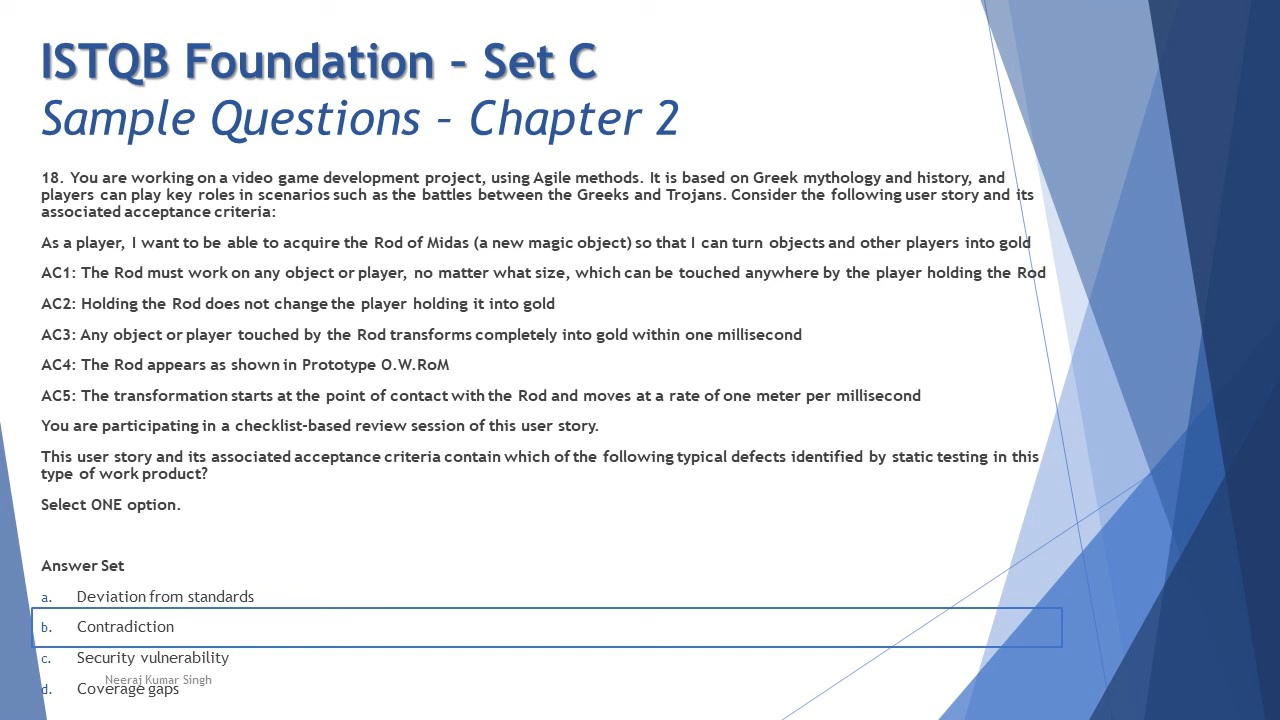 ISTQB Foundation – Set C
Sample Questions – Chapter 2
18. You are working on a video game development project, using Agile methods. It is based on Greek mythology and history, and
players can play key roles in scenarios such as the battles between the Greeks and Trojans. Consider the following user story and its
associated acceptance criteria:
As a player, I want to be able to acquire the Rod of Midas (a new magic object) so that I can turn objects and other players into gold
AC1: The Rod must work on any object or player, no matter what size, which can be touched anywhere by the player holding the Rod
AC2: Holding the Rod does not change the player holding it into gold
AC3: Any object or player touched by the Rod transforms completely into gold within one millisecond
AC4: The Rod appears as shown in Prototype O.W.RoM
AC5: The transformation starts at the point of contact with the Rod and moves at a rate of one meter per millisecond
You are participating in a checklist-based review session of this user story.
This user story and its associated acceptance criteria contain which of the following typical defects identified by static testing in this
type of work product?
Select ONE option.
Answer Set
a. Deviation from standards
b. Contradiction
c. Security vulnerability
Neeraj Kumar Singh
d. Coverage gaps